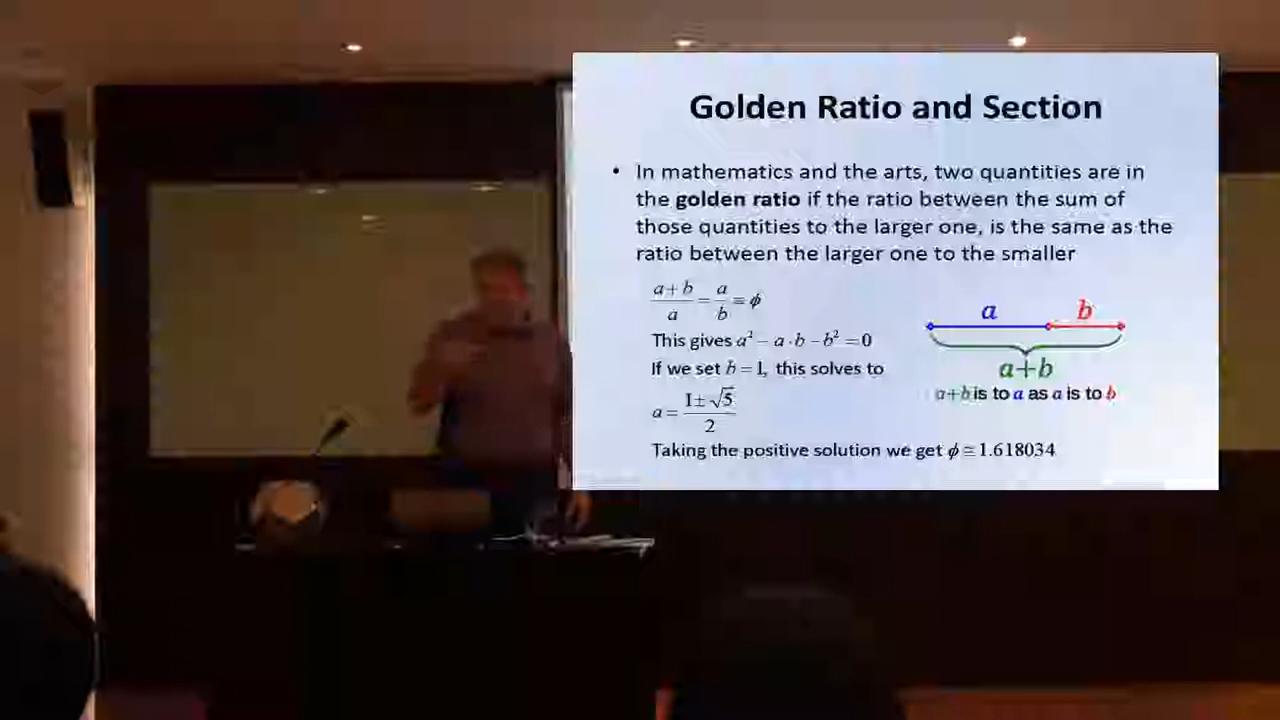 Golden Ratio and Section
• In mathematics and the arts, two quantities are in
the golden ratio if the ratio between the sum of
those quantities to the larger one, is the same as the
ratio between the larger one to the smaller
(a+b)/a = a/b ≡ ϕ
This gives a² − a·b − b² = 0
If we set b = 1, this solves to
a = (1±√5)/2
Taking the positive solution we get ϕ ≅ 1.618034
a b
a+b
a+b is to a as a is to b